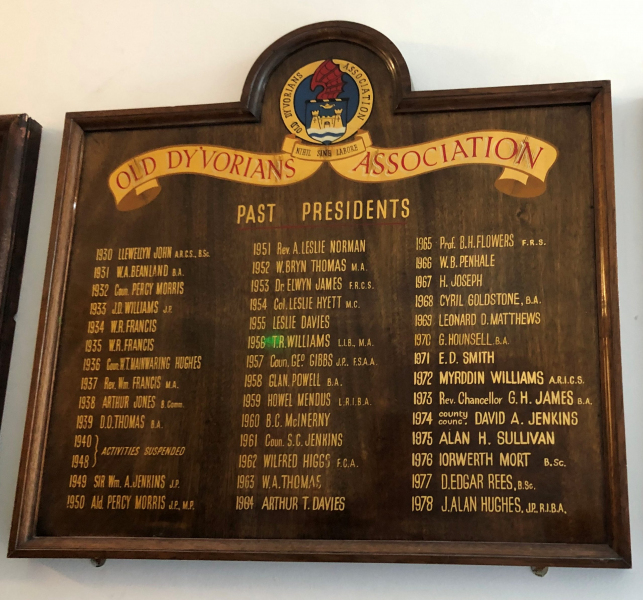 OLD DYVORIANS ASSOCIATION
NIHIL SINE LABORE
OLD DY'VORIANS ASSOCIATION
PAST PRESIDENTS
1930 LLEWELLYN JOHN A.R.C.S., B.Sc.
1931 W.A. BEANLAND B.A.
1932 Coun. PERCY MORRIS
1933 J.D. WILLIAMS J.P.
1934 W.R. FRANCIS
1935 W.R. FRANCIS
1936 Coun. W.T. MAINWARING HUGHES
1937 Rev. Wm. FRANCIS M.A.
1938 ARTHUR JONES B.Comm.
1939 D.O. THOMAS B.A.
1940
1948 } ACTIVITIES SUSPENDED
1949 SIR Wm. A. JENKINS J.P.
1950 Ald. PERCY MORRIS J.P., M.P.
1951 Rev. A. LESLIE NORMAN
1952 W. BRYN THOMAS M.A.
1953 Dr. ELWYN JAMES F.R.C.S.
1954 Col. LESLIE HYETT M.C.
1955 LESLIE DAVIES
1956 T.R. WILLIAMS L.I.B., M.A.
1957 Coun. GEO. GIBBS J.P., F.S.A.A.
1958 GLAN. POWELL B.A.
1959 HOWEL MENDUS L.R.I.B.A.
1960 B.C. McINERNY
1961 Coun. S.C. JENKINS
1962 WILFRED HIGGS F.C.A.
1963 W.A. THOMAS
1964 ARTHUR T. DAVIES
1965 Prof. B.H. FLOWERS F.R.S.
1966 W.B. PENHALE
1967 H. JOSEPH
1968 CYRIL GOLDSTONE, B.A.
1969 LEONARD D. MATTHEWS
1970 G. HOUNSELL, B.A.
1971 E.D. SMITH
1972 MYRDDIN WILLIAMS A.R.I.C.S.
1973 Rev. Chancellor G.H. JAMES B.A.
1974 COUNTY COUNC. DAVID A. JENKINS
1975 ALAN H. SULLIVAN
1976 IORWERTH MORT B.Sc.
1977 D. EDGAR REES, B.Sc.
1978 J. ALAN HUGHES, J.P., R.I.B.A.